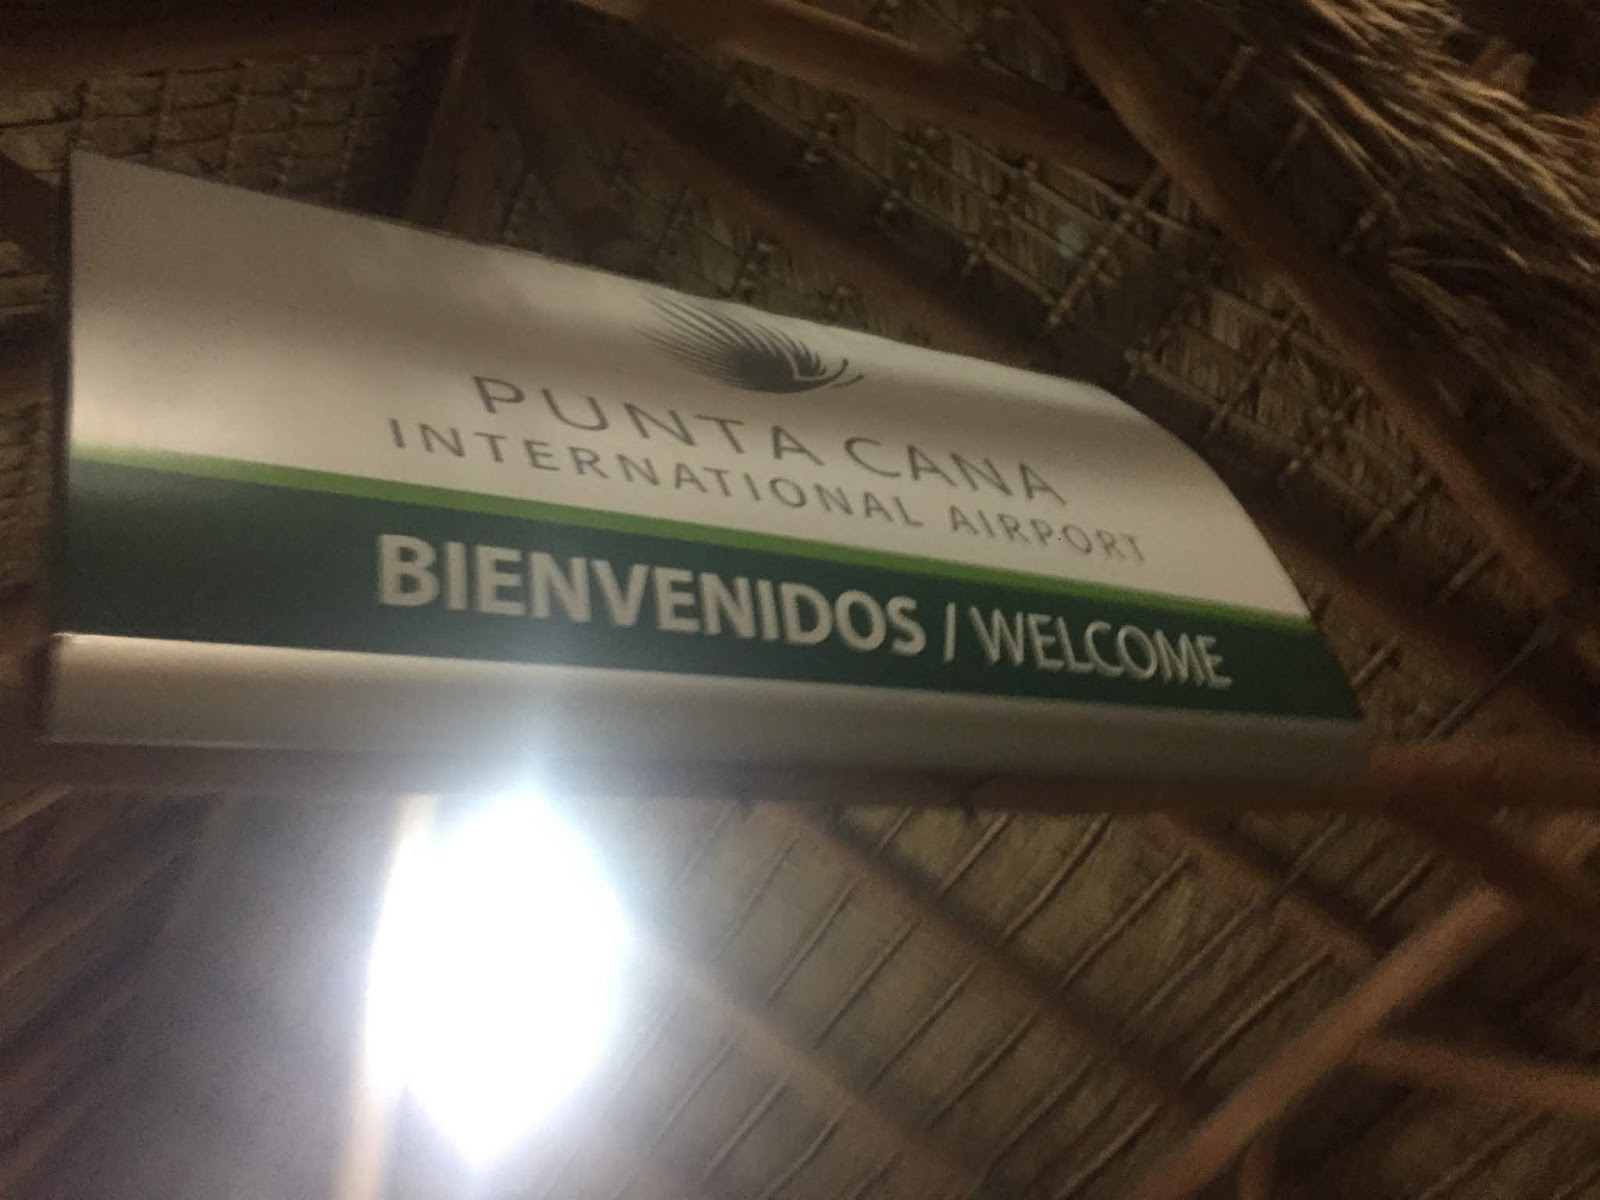 PUNTA CANA
INTERNATIONAL AIRPORT
BIENVENIDOS / WELCOME